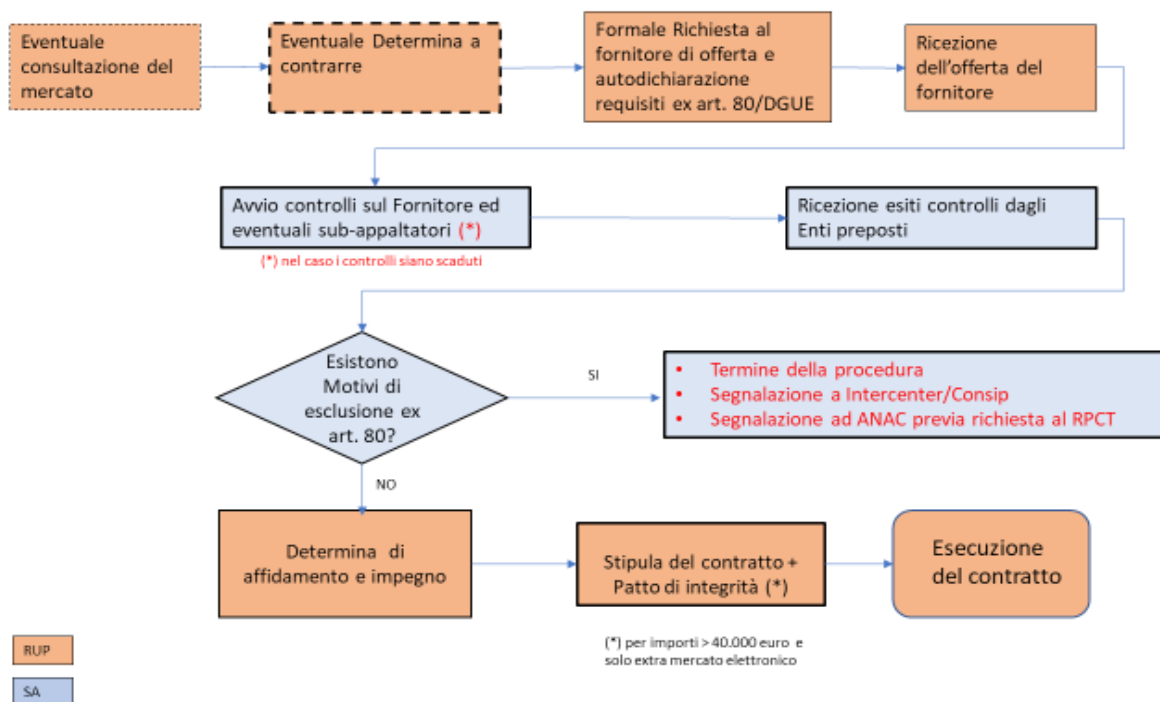 Eventuale
consultazione del
mercato
Eventuale Determina a
contrarre
Formale Richiesta al
fornitore di offerta e
autodichiarazione
requisiti ex art. 80/DGUE
Ricezione
dell'offerta del
fornitore
Avvio controlli sul Fornitore ed
eventuali sub-appaltatori (*)
(*) nel caso i controlli siano scaduti
Ricezione esiti controlli dagli
Enti preposti
Esistono
Motivi di
esclusione ex
art. 80?
SI
• Termine della procedura
• Segnalazione a Intercenter/Consip
• Segnalazione ad ANAC previa richiesta al RPCT
NO
Determina di
affidamento e impegno
Stipula del contratto +
Patto di integrità (*)
Esecuzione
del contratto
(*) per importi > 40.000 euro e
solo extra mercato elettronico
RUP
SA